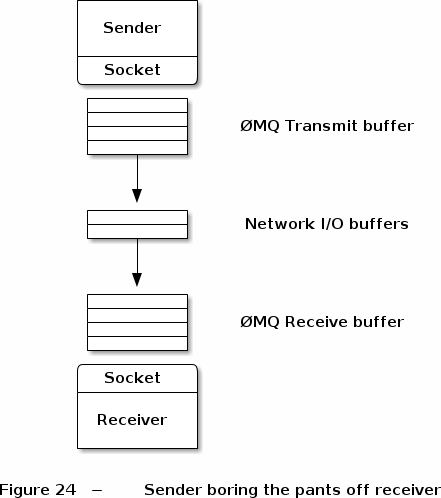 Sender
Socket
ØMQ Transmit buffer
Network I/O buffers
ØMQ Receive buffer
Socket
Receiver
Figure 24 – Sender boring the pants off receiver